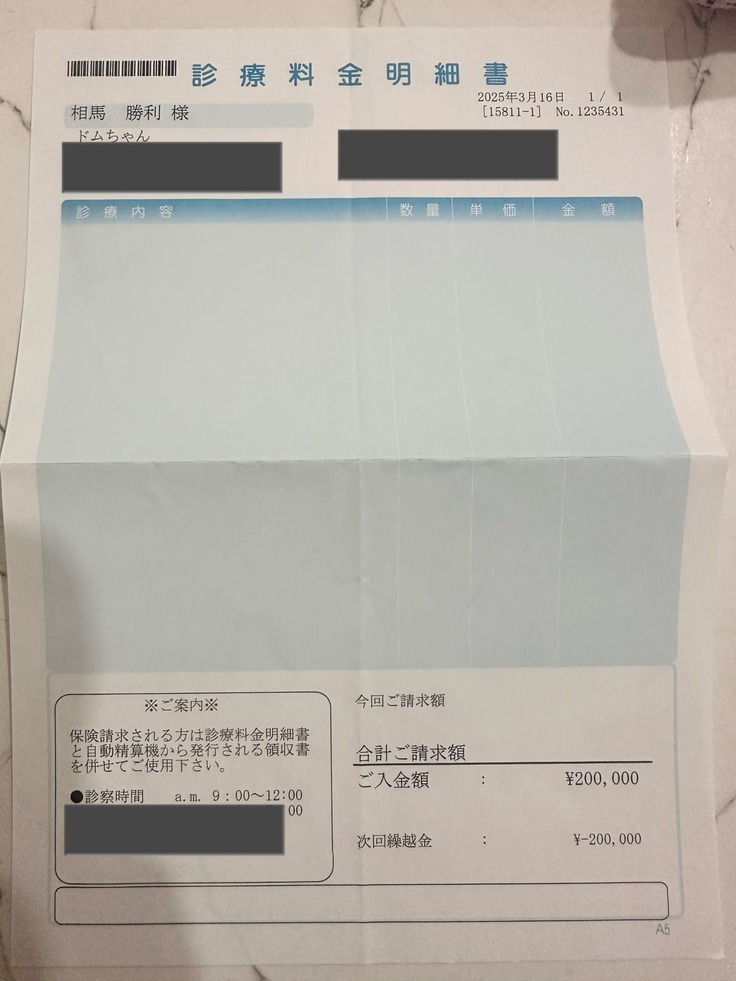 診療料金明細書
2025年3月16日 1 / 1
相馬 勝利 様
[15811-1] No.1235431
ドムちゃん
診療内容 数量 単価 金額
※ご案内※
保険請求される方は診療料金明細書
と自動精算機から発行される領収書
を併せてご使用下さい。
●診察時間 a.m. 9：00～12:00
00
今回ご請求額
合計ご請求額
ご入金額 : ¥200,000
次回繰越金 : ¥-200,000
A5